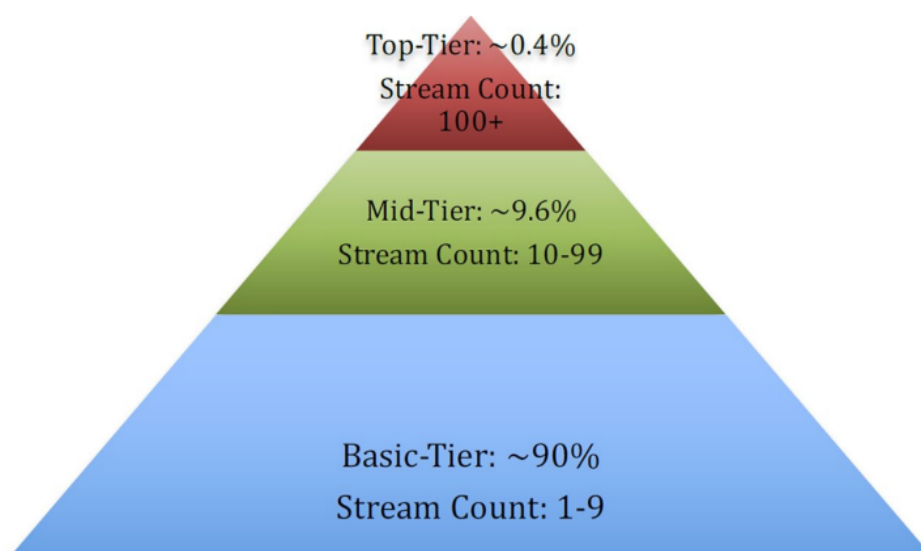 Top-Tier: ~0.4%
Stream Count:
100+
Mid-Tier: ~9.6%
Stream Count: 10-99
Basic-Tier: ~90%
Stream Count: 1-9